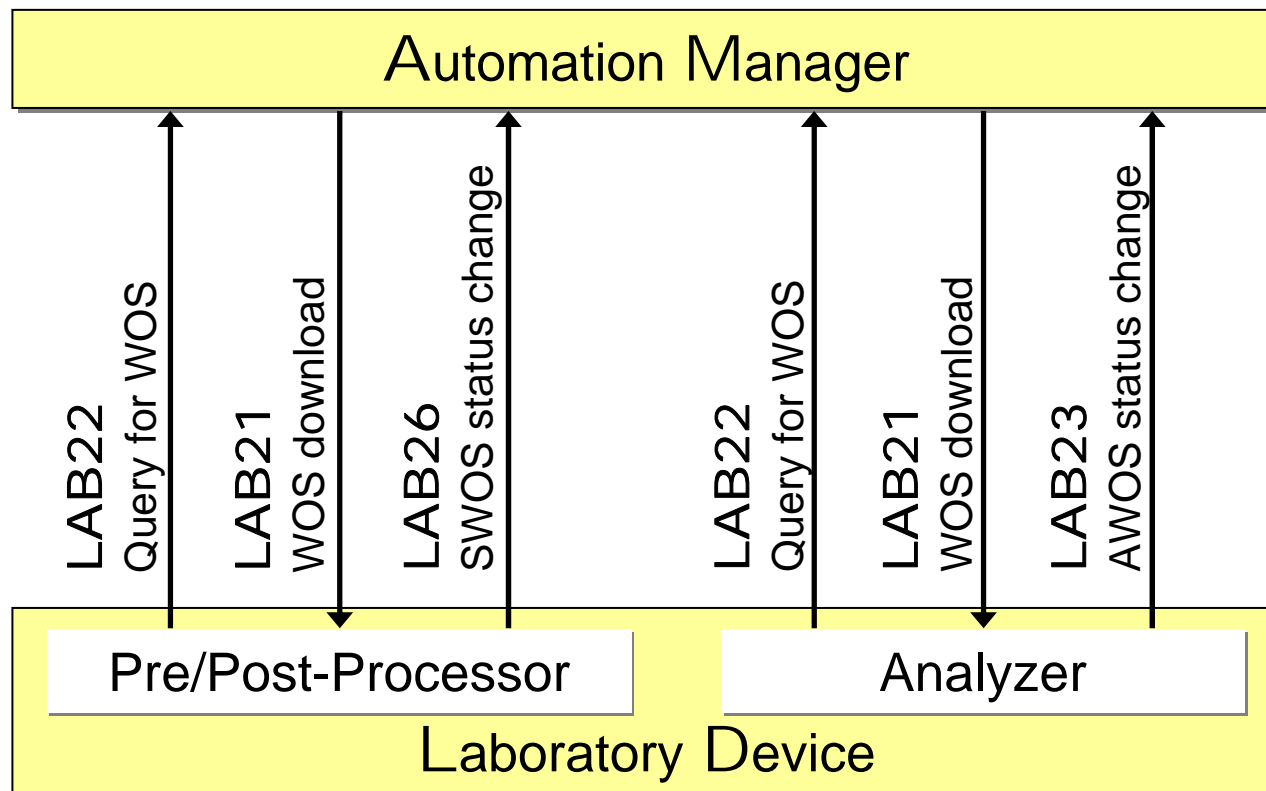 Automation Manager
LAB22
Query for WOS
LAB21
WOS download
LAB26
SWOS status change
LAB22
Query for WOS
LAB21
WOS download
LAB23
AWOS status change
Pre/Post-Processor
Analyzer
Laboratory Device